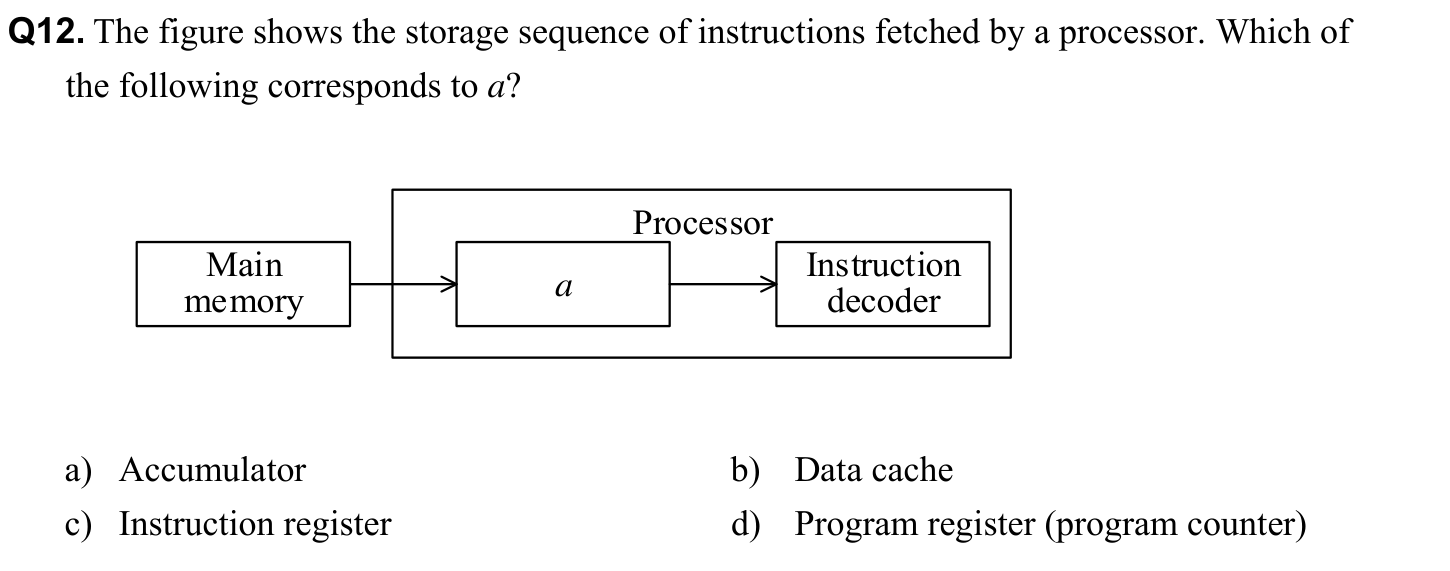 Q12. The figure shows the storage sequence of instructions fetched by a processor. Which of
the following corresponds to a?
Processor
Main
memory
a
Instruction
decoder
a) Accumulator
b) Data cache
c) Instruction register
d) Program register (program counter)